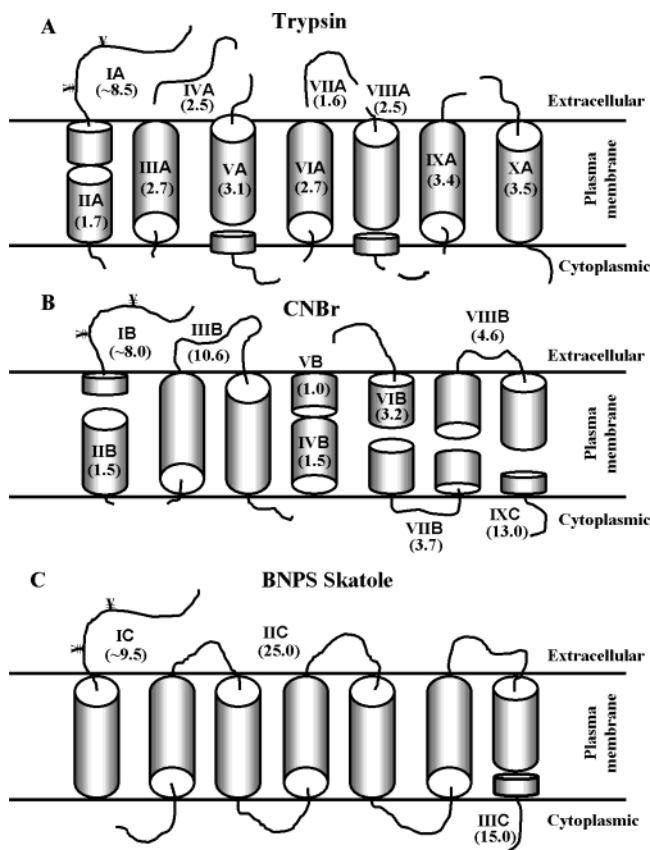 A
Trypsin
IA
(~8.5)
IVA
(2.5)
VIIA
(1.6)
VIIIA
(2.5)
Extracellular
IIA
(1.7)
IIIA
(2.7)
VA
(3.1)
VIA
(2.7)
IXA
(3.4)
XA
(3.5)
Plasma
membrane
Cytoplasmic
B
CNBr
IB
(~8.0)
IIIB
(10.6)
VIIIB
(4.6)
Extracellular
VB
(1.0)
VIB
(3.2)
IIB
(1.5)
IVB
(1.5)
Plasma
membrane
VIIB
(3.7)
IXC
(13.0)
Cytoplasmic
C
BNPS Skatole
IC
(~9.5)
IIC
(25.0)
Extracellular
Plasma
membrane
IIIC
(15.0)
Cytoplasmic